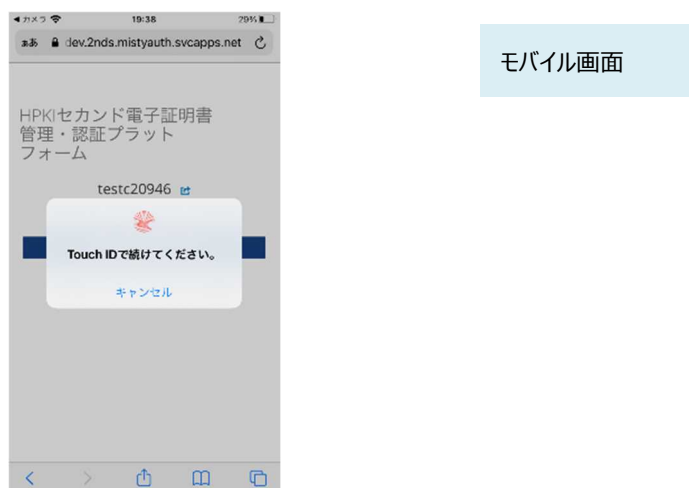 カメラ 19:38 29%
ぁあ dev.2nds.mistyauth.svcapps.net
モバイル画面
HPKIセカンド電子証明書
管理・認証プラット
フォーム
testc20946
Touch IDで続けてください。
キャンセル